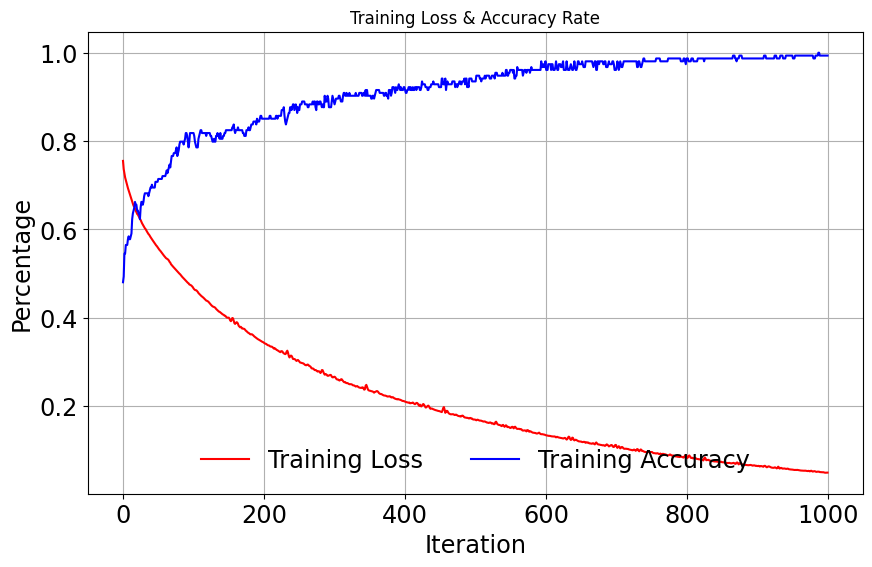 Training Loss & Accuracy Rate
Percentage
1.0
0.8
0.6
0.4
0.2
Training Loss
Training Accuracy
0
200
400
600
800
1000
Iteration